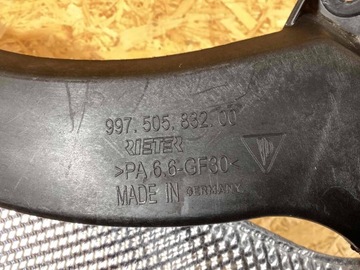 997.505.832.00
RIETER
>PA 6.6-GF30<
MADE IN GERMANY